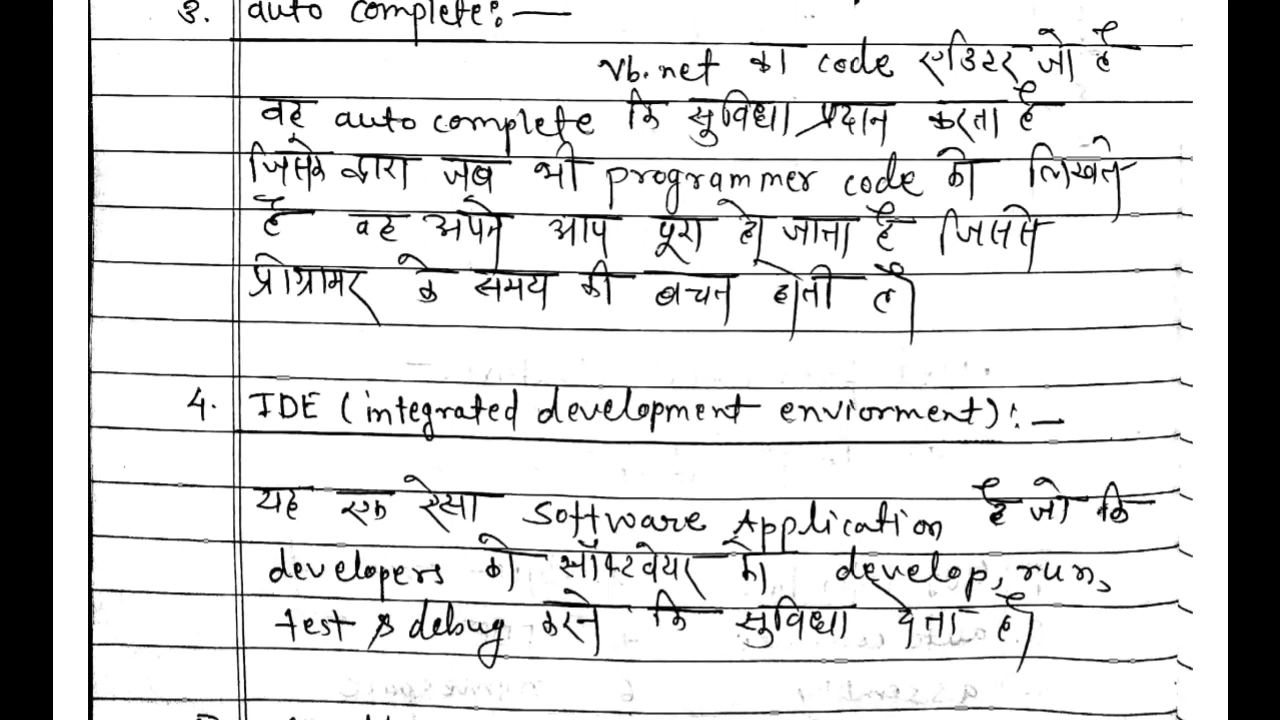 3. auto complete:—
vb.net का code एडिटर जो है
वह auto complete कि सुविधा प्रदान करता है
जिसके द्वारा जब भी programmer code को लिखते
है वह अपने आप पूरा हो जाता है जिससे
प्रोग्रामर के समय की बचत होती है।
4. IDE (integrated development enviorment):—
यह एक ऐसा Software Application है जो कि
developers को सॉफ्टवेयर को develop, run,
test & debug करने कि सुविधा देता है।